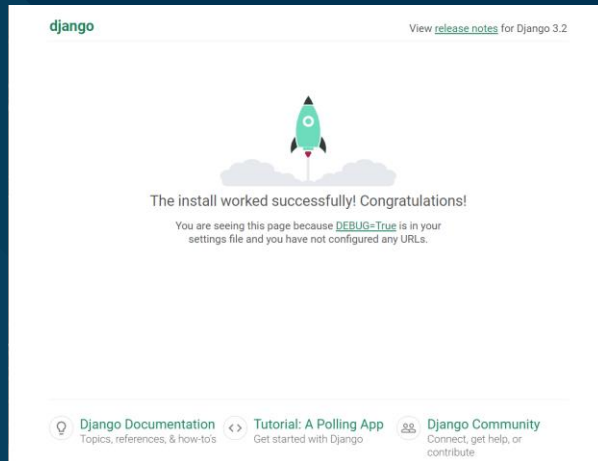 django
View release notes for Django 3.2
The install worked successfully! Congratulations!
You are seeing this page because DEBUG=True is in your
settings file and you have not configured any URLs.
Django Documentation
Topics, references, & how-to's
Tutorial: A Polling App
Get started with Django
Django Community
Connect, get help, or
contribute